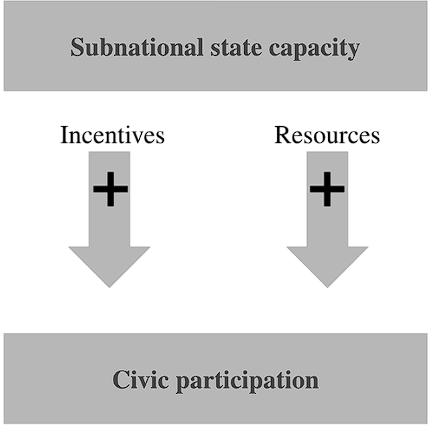 Subnational state capacity
Incentives
Resources
+
+
Civic participation